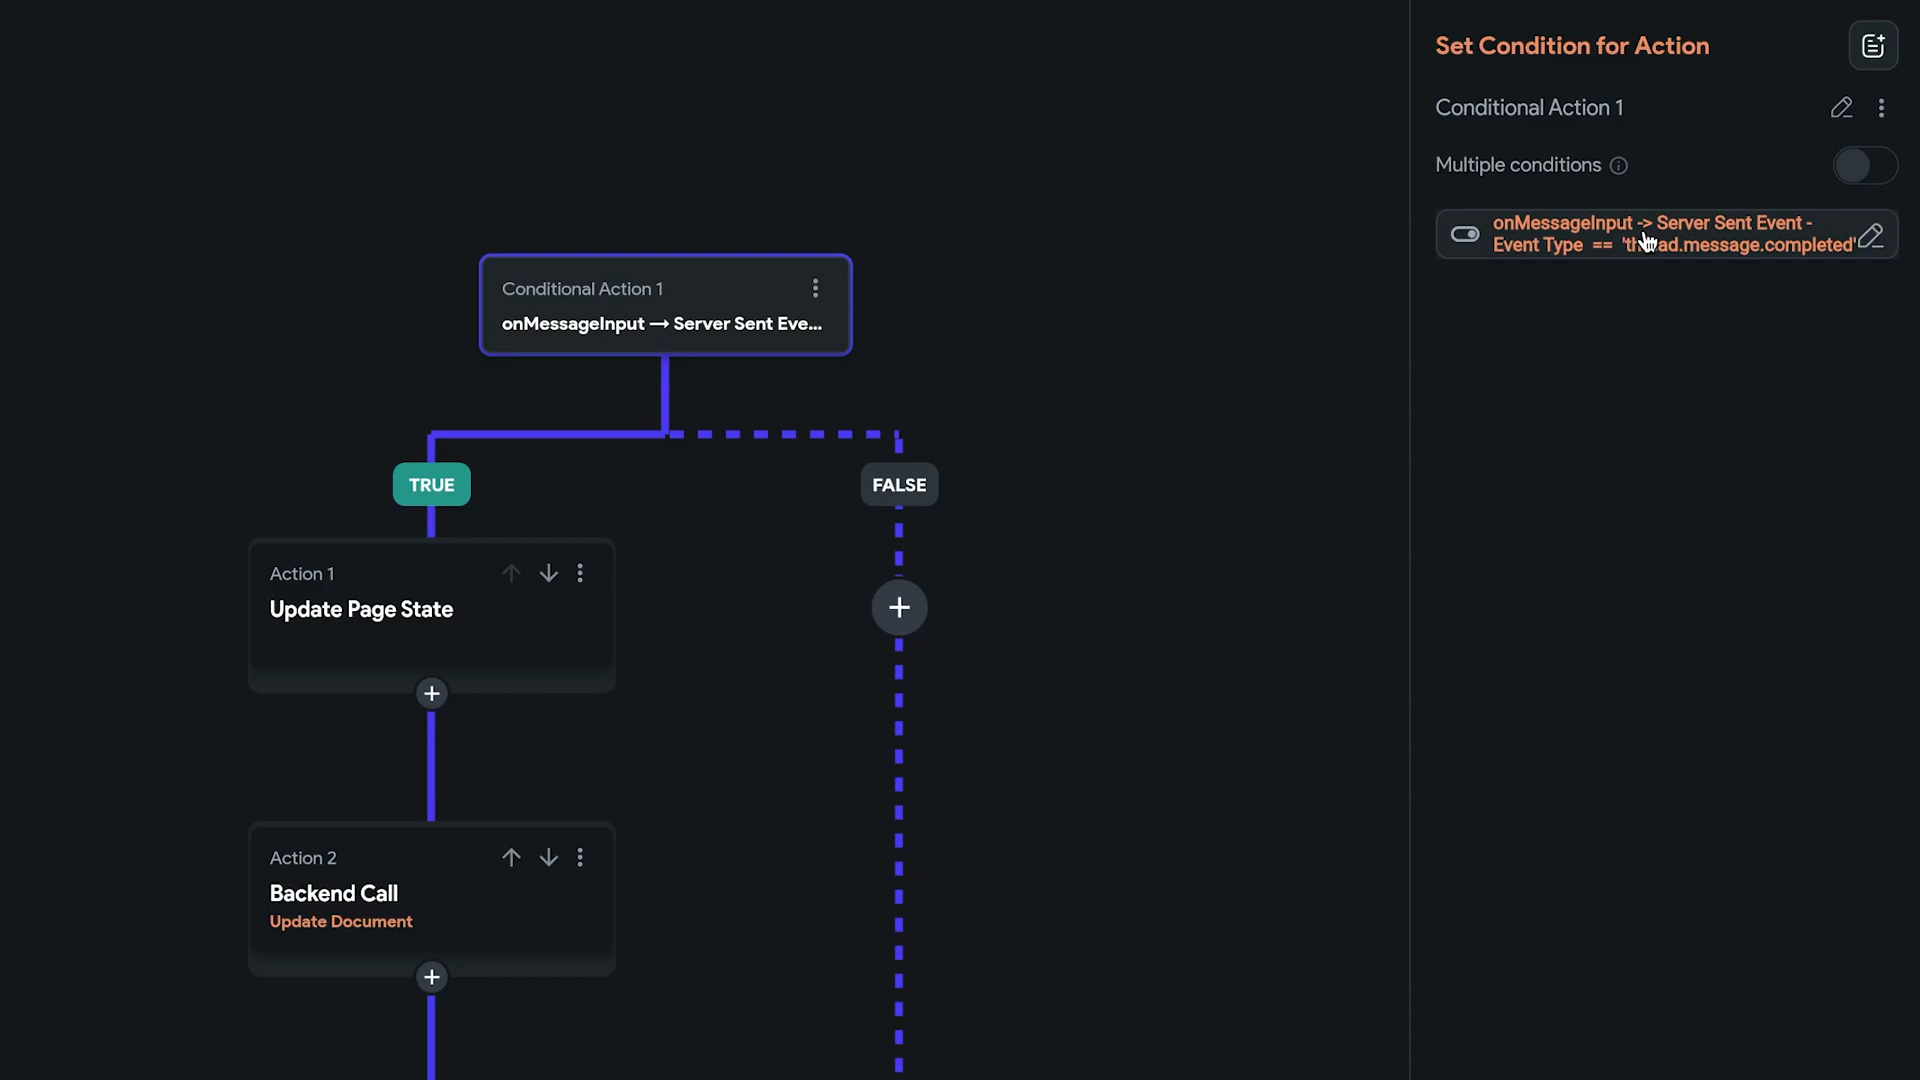 Set Condition for Action
Conditional Action 1
Multiple conditions
onMessageInput -> Server Sent Event -
Event Type == 'thread.message.completed'
Conditional Action 1
onMessageInput → Server Sent Eve...
TRUE
FALSE
Action 1
Update Page State
Action 2
Backend Call
Update Document